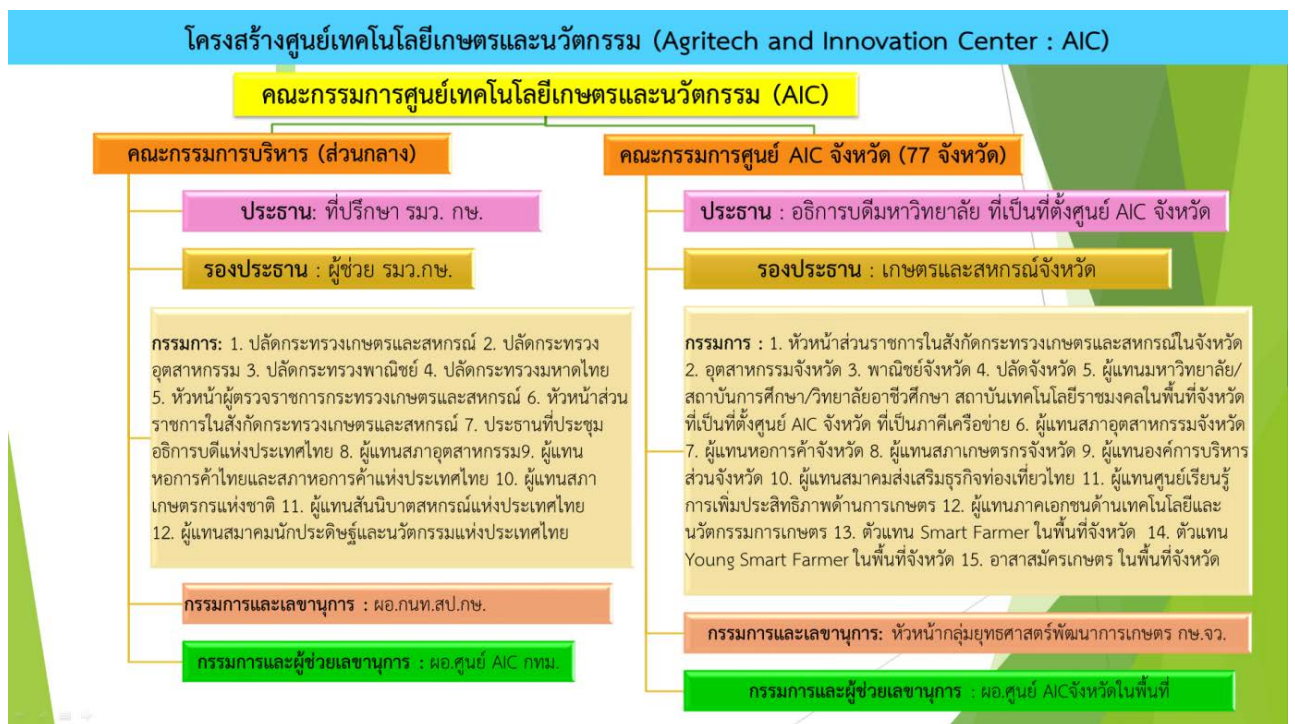 โครงสร้างศูนย์เทคโนโลยีเกษตรและนวัตกรรม (Agritech and Innovation Center : AIC)
คณะกรรมการศูนย์เทคโนโลยีเกษตรและนวัตกรรม (AIC)
คณะกรรมการบริหาร (ส่วนกลาง)
ประธาน: ที่ปรึกษา รมว. กษ.
รองประธาน : ผู้ช่วย รมว.กษ.
กรรมการ: 1. ปลัดกระทรวงเกษตรและสหกรณ์ 2. ปลัดกระทรวง
อุตสาหกรรม 3. ปลัดกระทรวงพาณิชย์ 4. ปลัดกระทรวงมหาดไทย
5. หัวหน้าผู้ตรวจราชการกระทรวงเกษตรและสหกรณ์ 6. หัวหน้าส่วน
ราชการในสังกัดกระทรวงเกษตรและสหกรณ์ 7. ประธานที่ประชุม
อธิการบดีแห่งประเทศไทย 8. ผู้แทนสภาอุตสาหกรรม9. ผู้แทน
หอการค้าไทยและสภาหอการค้าแห่งประเทศไทย 10. ผู้แทนสภา
เกษตรกรแห่งชาติ 11. ผู้แทนสันนิบาตสหกรณ์แห่งประเทศไทย
12. ผู้แทนสมาคมนักประดิษฐ์และนวัตกรรมแห่งประเทศไทย
กรรมการและเลขานุการ : ผอ.กนท.สป.กษ.
กรรมการและผู้ช่วยเลขานุการ : ผอ.ศูนย์ AIC กทม.
คณะกรรมการศูนย์ AIC จังหวัด (77 จังหวัด)
ประธาน : อธิการบดีมหาวิทยาลัย ที่เป็นที่ตั้งศูนย์ AIC จังหวัด
รองประธาน : เกษตรและสหกรณ์จังหวัด
กรรมการ : 1. หัวหน้าส่วนราชการในสังกัดกระทรวงเกษตรและสหกรณ์ในจังหวัด
2. อุตสาหกรรมจังหวัด 3. พาณิชย์จังหวัด 4. ปลัดจังหวัด 5. ผู้แทนมหาวิทยาลัย/
สถาบันการศึกษา/วิทยาลัยอาชีวศึกษา สถาบันเทคโนโลยีราชมงคลในพื้นที่จังหวัด
ที่เป็นที่ตั้งศูนย์ AIC จังหวัด ที่เป็นภาคีเครือข่าย 6. ผู้แทนสภาอุตสาหกรรมจังหวัด
7. ผู้แทนหอการค้าจังหวัด 8. ผู้แทนสภาเกษตรกรจังหวัด 9. ผู้แทนองค์การบริหาร
ส่วนจังหวัด 10. ผู้แทนสมาคมส่งเสริมธุรกิจท่องเที่ยวไทย 11. ผู้แทนศูนย์เรียนรู้
การเพิ่มประสิทธิภาพด้านการเกษตร 12. ผู้แทนภาคเอกชนด้านเทคโนโลยีและ
นวัตกรรมการเกษตร 13. ตัวแทน Smart Farmer ในพื้นที่จังหวัด 14. ตัวแทน
Young Smart Farmer ในพื้นที่จังหวัด 15. อาสาสมัครเกษตร ในพื้นที่จังหวัด
กรรมการและเลขานุการ: หัวหน้ากลุ่มยุทธศาสตร์พัฒนาการเกษตร กษ.จว.
กรรมการและผู้ช่วยเลขานุการ : ผอ.ศูนย์ AICจังหวัดในพื้นที่